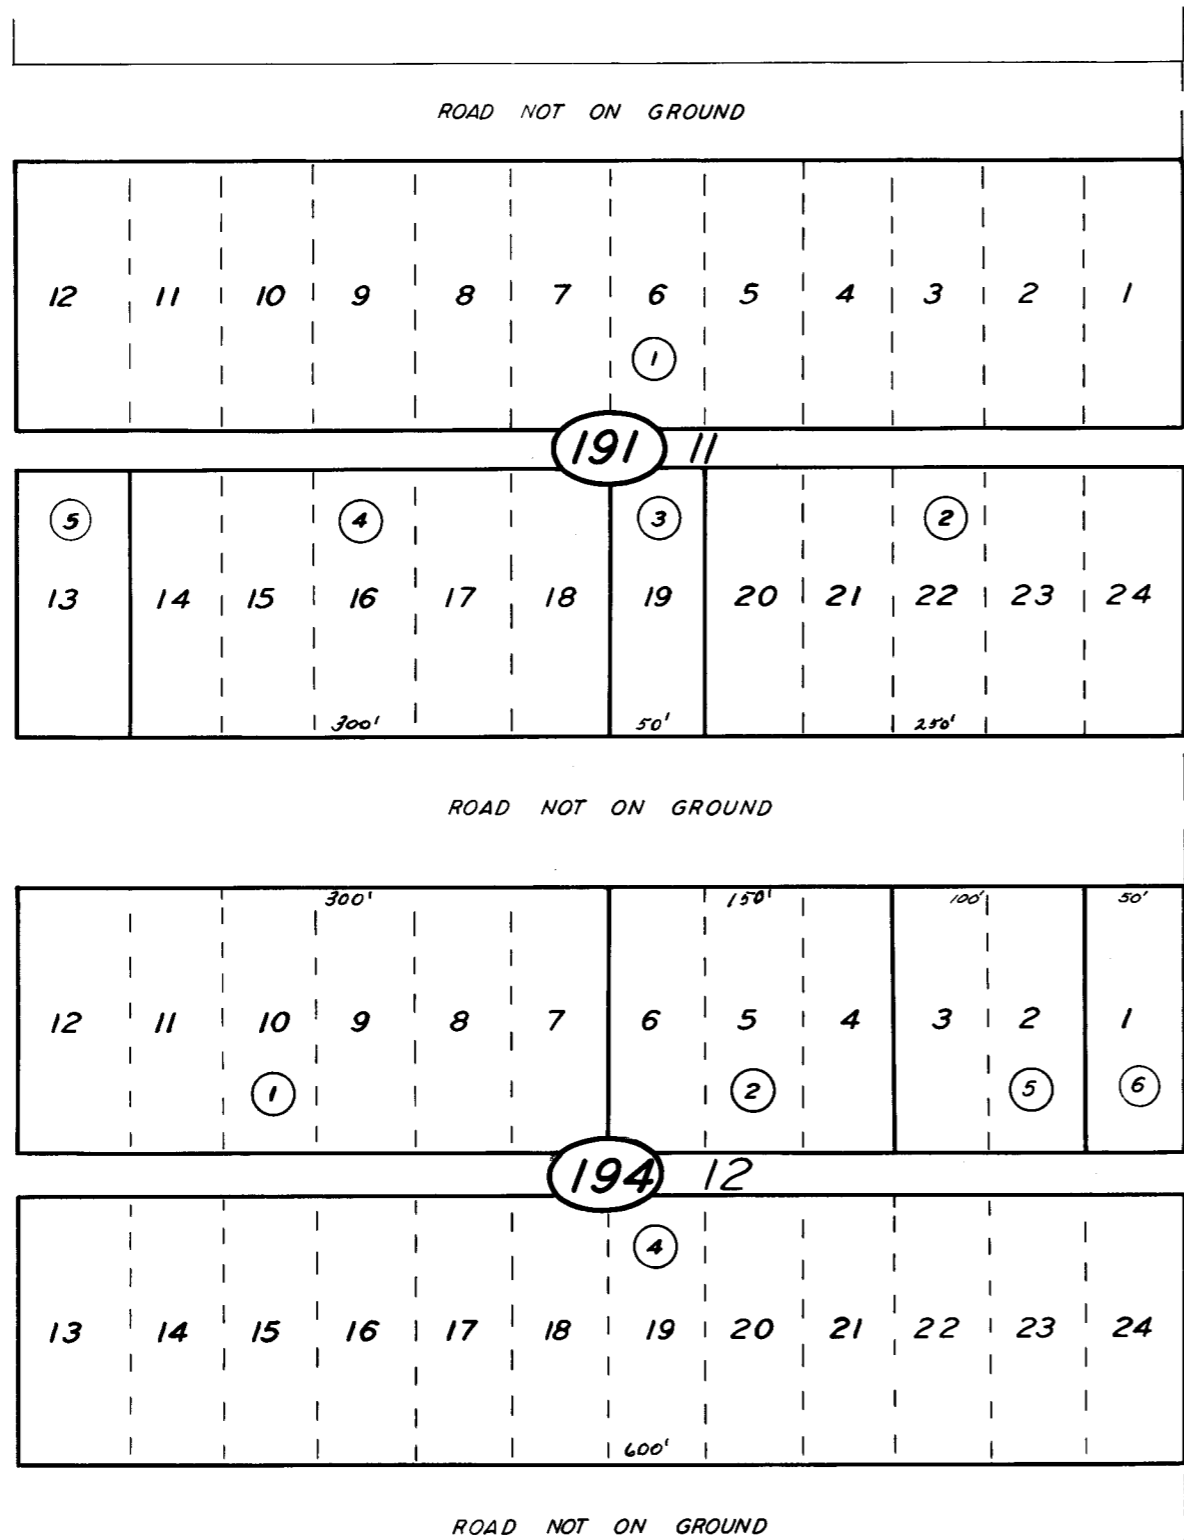 ROAD NOT ON GROUND
12 11 10 9 8 7 6 5 4 3 2 1
1
191 11
5 4 3 2
13 14 15 16 17 18 19 20 21 22 23 24
300' 50' 250'
ROAD NOT ON GROUND
300' 150' 100' 50'
12 11 10 9 8 7 6 5 4 3 2 1
1 2 5 6
194 12
4
13 14 15 16 17 18 19 20 21 22 23 24
600'
ROAD NOT ON GROUND